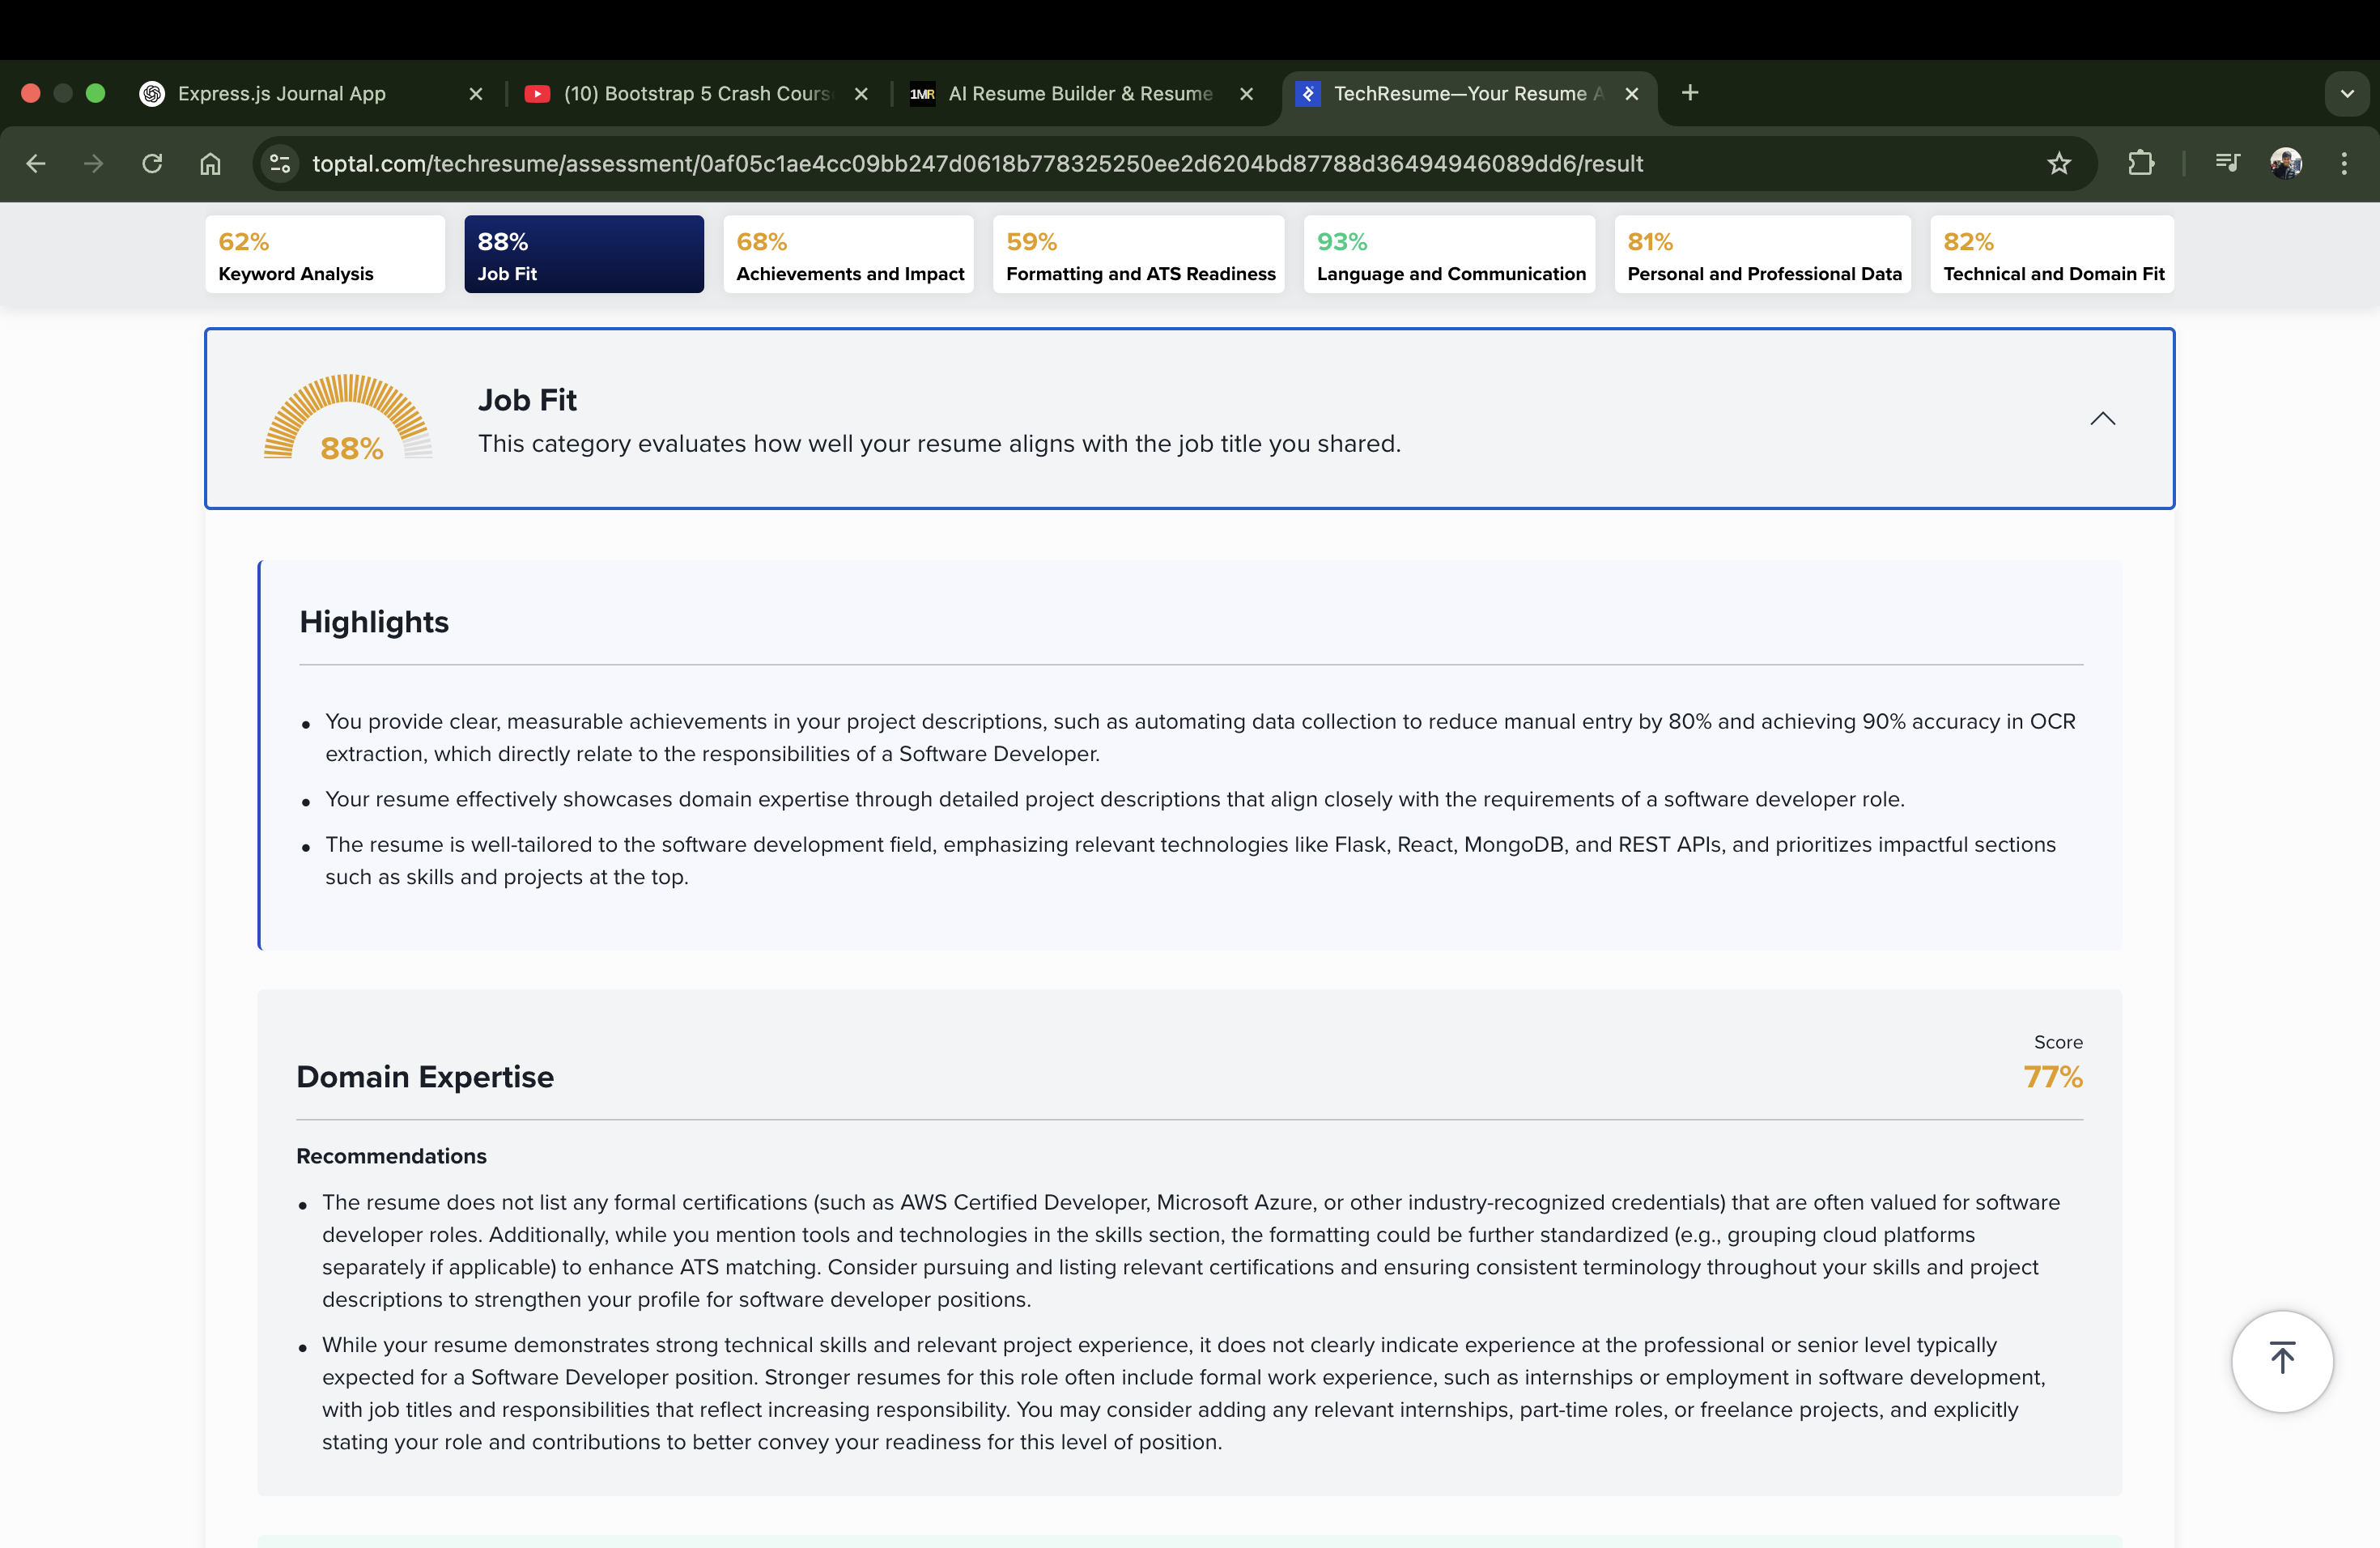 Express.js Journal App
(10) Bootstrap 5 Crash Cours
1MR
AI Resume Builder & Resume
TechResume—Your Resume A
toptal.com/techresume/assessment/0af05c1ae4cc09bb247d0618b778325250ee2d6204bd87788d36494946089dd6/result
62%
Keyword Analysis
88%
Job Fit
68%
Achievements and Impact
59%
Formatting and ATS Readiness
93%
Language and Communication
81%
Personal and Professional Data
82%
Technical and Domain Fit
88%
Job Fit
This category evaluates how well your resume aligns with the job title you shared.
Highlights
• You provide clear, measurable achievements in your project descriptions, such as automating data collection to reduce manual entry by 80% and achieving 90% accuracy in OCR
extraction, which directly relate to the responsibilities of a Software Developer.
• Your resume effectively showcases domain expertise through detailed project descriptions that align closely with the requirements of a software developer role.
• The resume is well-tailored to the software development field, emphasizing relevant technologies like Flask, React, MongoDB, and REST APIs, and prioritizes impactful sections
such as skills and projects at the top.
Score
Domain Expertise
77%
Recommendations
• The resume does not list any formal certifications (such as AWS Certified Developer, Microsoft Azure, or other industry-recognized credentials) that are often valued for software
developer roles. Additionally, while you mention tools and technologies in the skills section, the formatting could be further standardized (e.g., grouping cloud platforms
separately if applicable) to enhance ATS matching. Consider pursuing and listing relevant certifications and ensuring consistent terminology throughout your skills and project
descriptions to strengthen your profile for software developer positions.
• While your resume demonstrates strong technical skills and relevant project experience, it does not clearly indicate experience at the professional or senior level typically
expected for a Software Developer position. Stronger resumes for this role often include formal work experience, such as internships or employment in software development,
with job titles and responsibilities that reflect increasing responsibility. You may consider adding any relevant internships, part-time roles, or freelance projects, and explicitly
stating your role and contributions to better convey your readiness for this level of position.